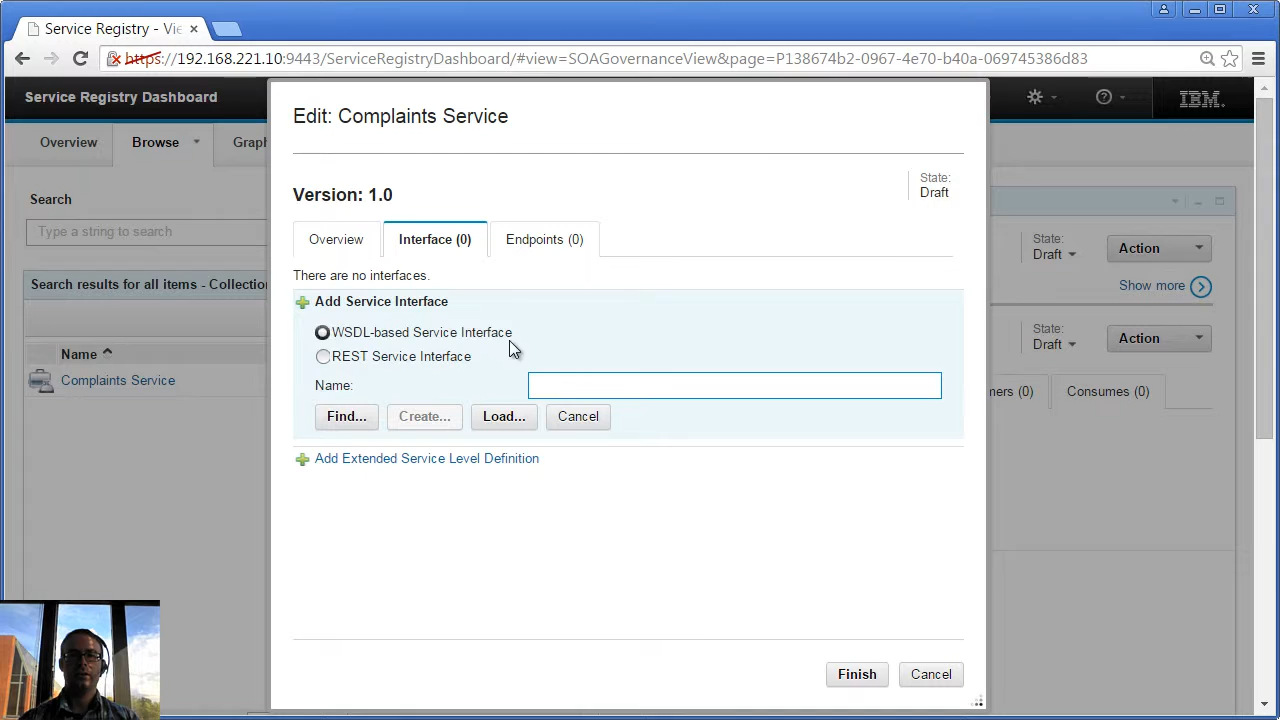 Service Registry - Vie
https://192.168.221.10:9443/ServiceRegistryDashboard/#view=SOAGovernanceView&page=P138674b2-0967-4e70-b40a-069745386d83
Service Registry Dashboard
IBM.
Overview
Browse
Graph
Search
Type a string to search
Search results for all items - Collection
Name
Complaints Service
Edit: Complaints Service
Version: 1.0
State:
Draft
Overview
Interface (0)
Endpoints (0)
There are no interfaces.
Add Service Interface
WSDL-based Service Interface
REST Service Interface
Name:
Find...
Create...
Load...
Cancel
Add Extended Service Level Definition
Finish
Cancel
State:
Draft
Action
Show more
State:
Draft
Action
mers (0)
Consumes (0)